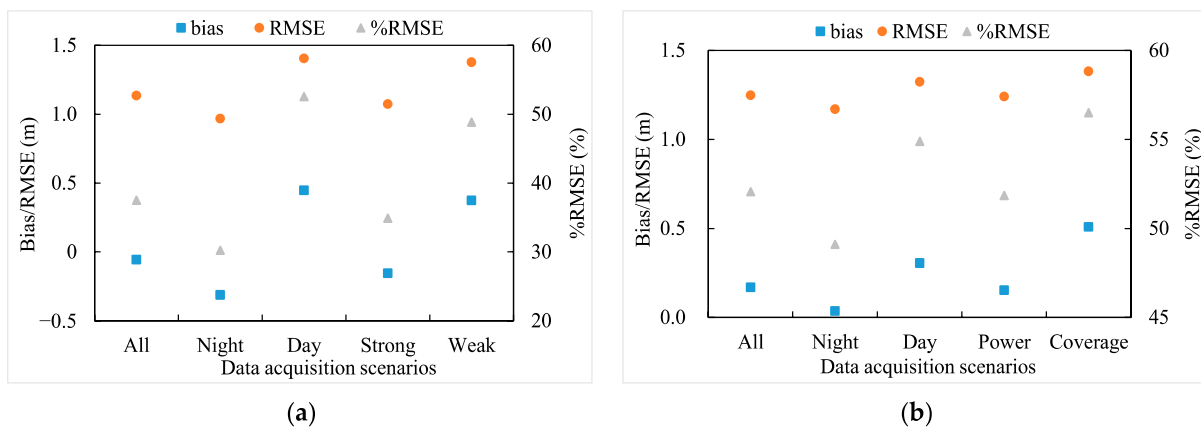 bias RMSE %RMSE
1.5
1.0
0.5
0
−0.5
Bias/RMSE (m)
60
50
40
30
20
%RMSE (%)
All Night Day Strong Weak
Data acquisition scenarios
(a)
bias RMSE %RMSE
1.5
1.0
0.5
0.0
Bias/RMSE (m)
60
55
50
45
%RMSE (%)
All Night Day Power Coverage
Data acquisition scenarios
(b)